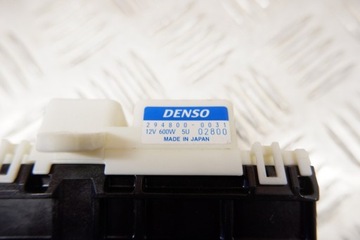 DENSO
294800-0031
12V 600W 5U 02800
MADE IN JAPAN